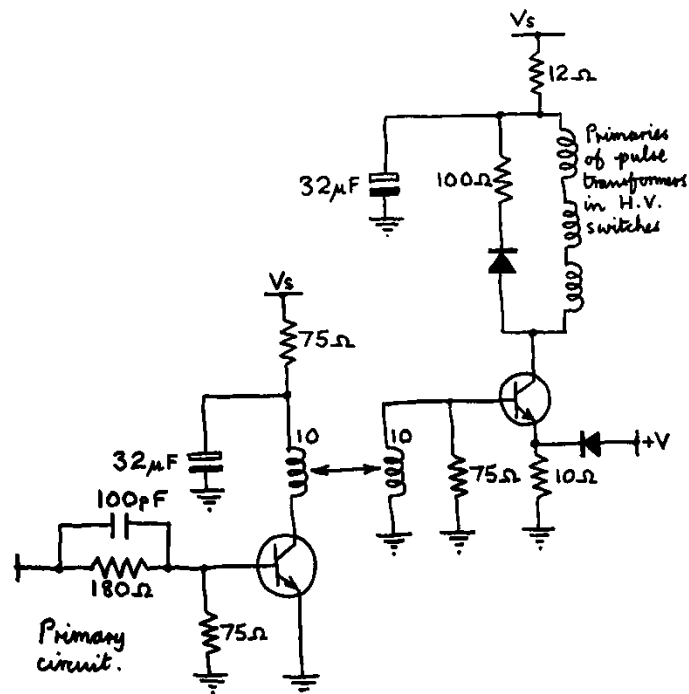 Vs
12Ω
Primaries
of pulse
transformers
in H.V.
switches
32μF
100Ω
Vs
75Ω
32μF
10
10
75Ω
10Ω
+V
100pF
180Ω
75Ω
Primary
circuit.